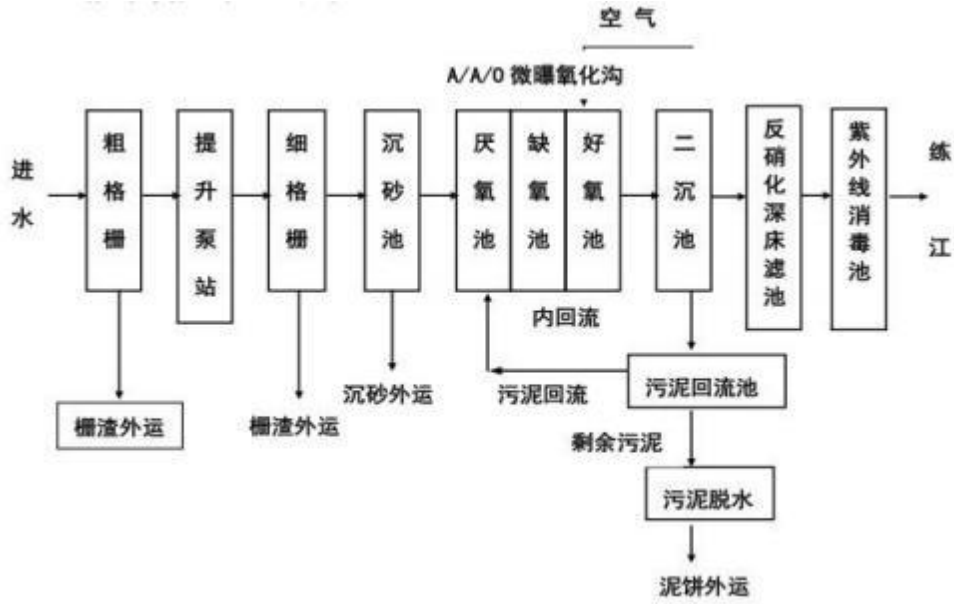 空 气
A/A/O 微曝氧化沟
进水
粗格栅
提升泵站
细格栅
沉砂池
厌氧池
缺氧池
好氧池
二沉池
反硝化深床滤池
紫外线消毒池
练江
内回流
栅渣外运
栅渣外运
沉砂外运
污泥回流
污泥回流池
剩余污泥
污泥脱水
泥饼外运